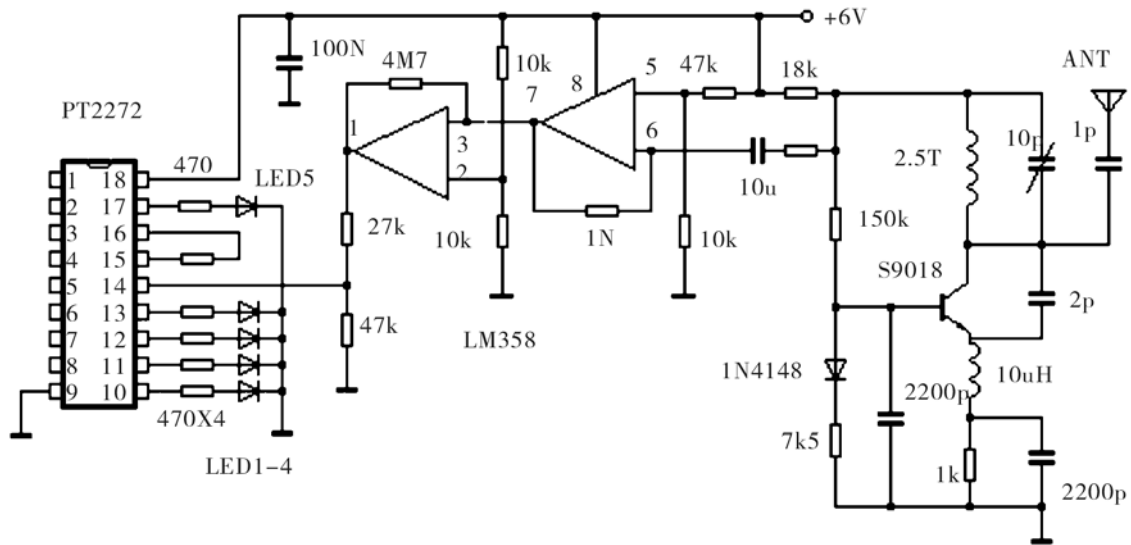 +6V
100N
4M7
10k
8
5
47k
18k
ANT
7
PT2272
1
3
6
10p
1p
2
2.5T
470
LED5
10u
1 18
2 17
3 16
4 15
5 14
6 13
7 12
8 11
9 10
27k
10k
1N
10k
150k
S9018
2p
47k
LM358
1N4148
2200p
10uH
470X4
7k5
LED1-4
1k
2200p